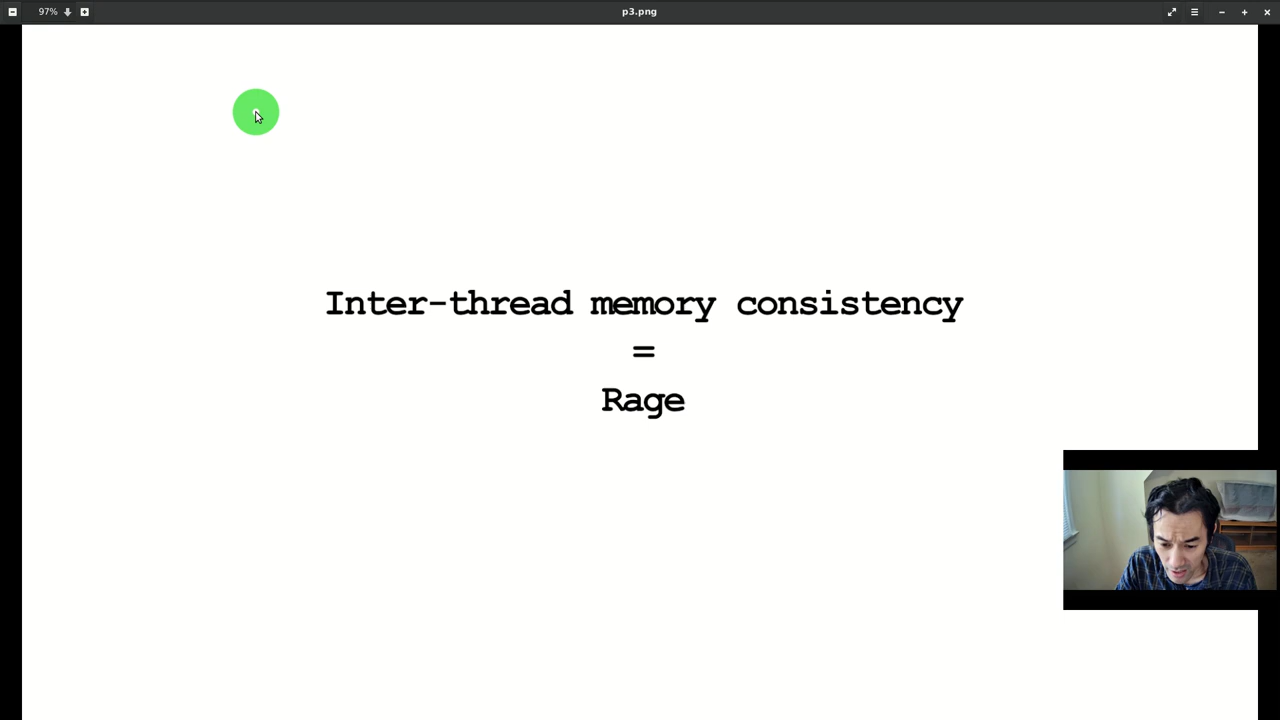 97%
p3.png
Inter-thread memory consistency
=
Rage